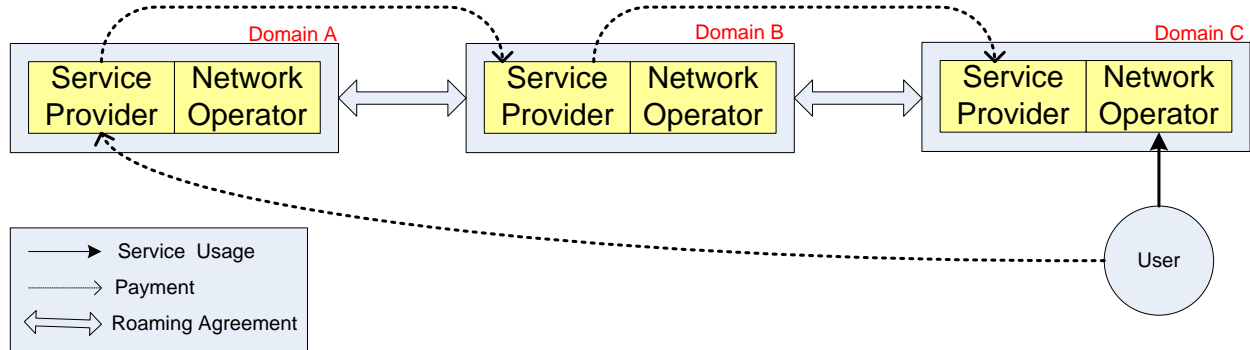 Domain A
Domain B
Domain C
Service Network
Provider Operator
Service Network
Provider Operator
Service Network
Provider Operator
Service Usage
Payment
Roaming Agreement
User